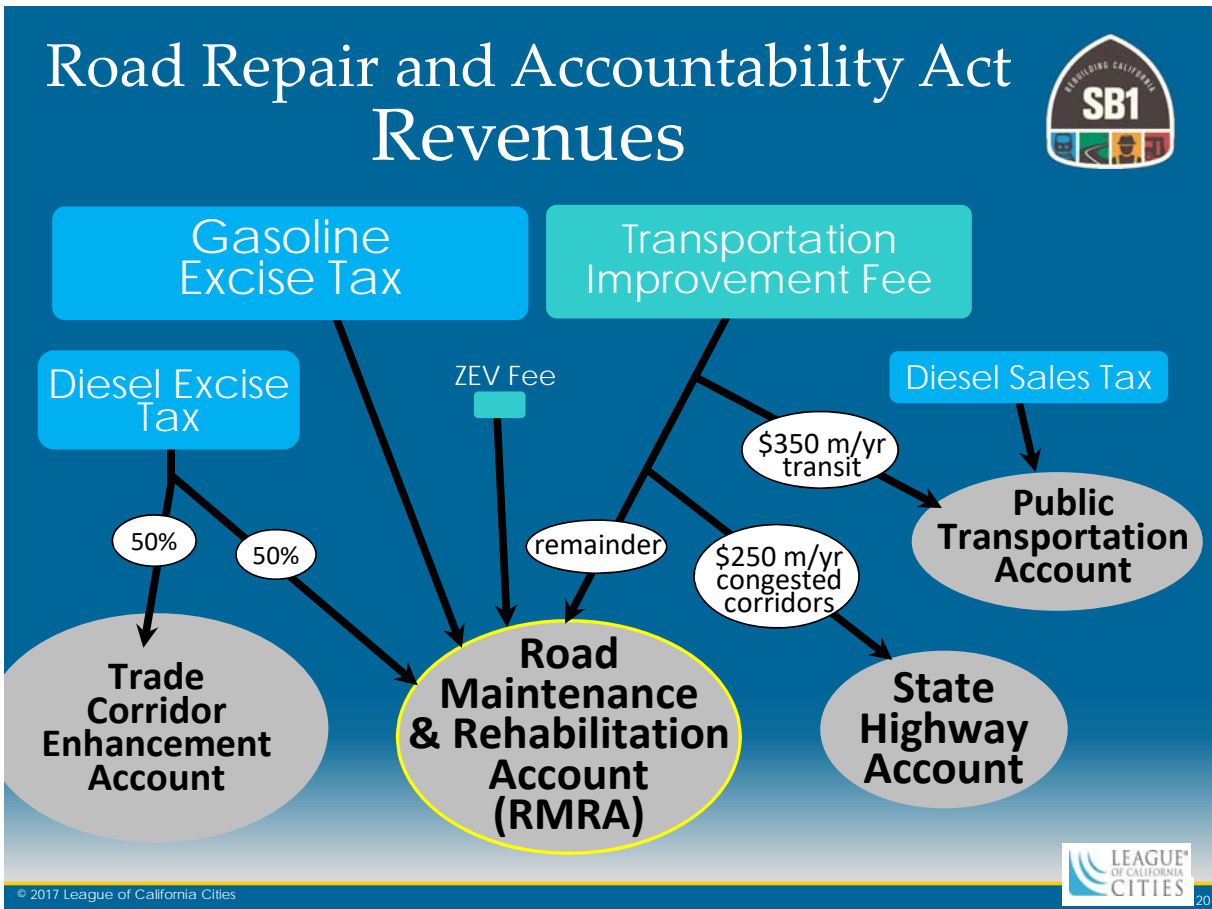 Road Repair and Accountability Act
Revenues
REBUILDING CALIFORNIA
SB1
Gasoline
Excise Tax
Transportation
Improvement Fee
Diesel Excise
Tax
ZEV Fee
Diesel Sales Tax
$350 m/yr
transit
50%
50%
remainder
$250 m/yr
congested
corridors
Public
Transportation
Account
Trade
Corridor
Enhancement
Account
Road
Maintenance
& Rehabilitation
Account
(RMRA)
State
Highway
Account
LEAGUE®
OF CALIFORNIA
CITIES
© 2017 League of California Cities
20